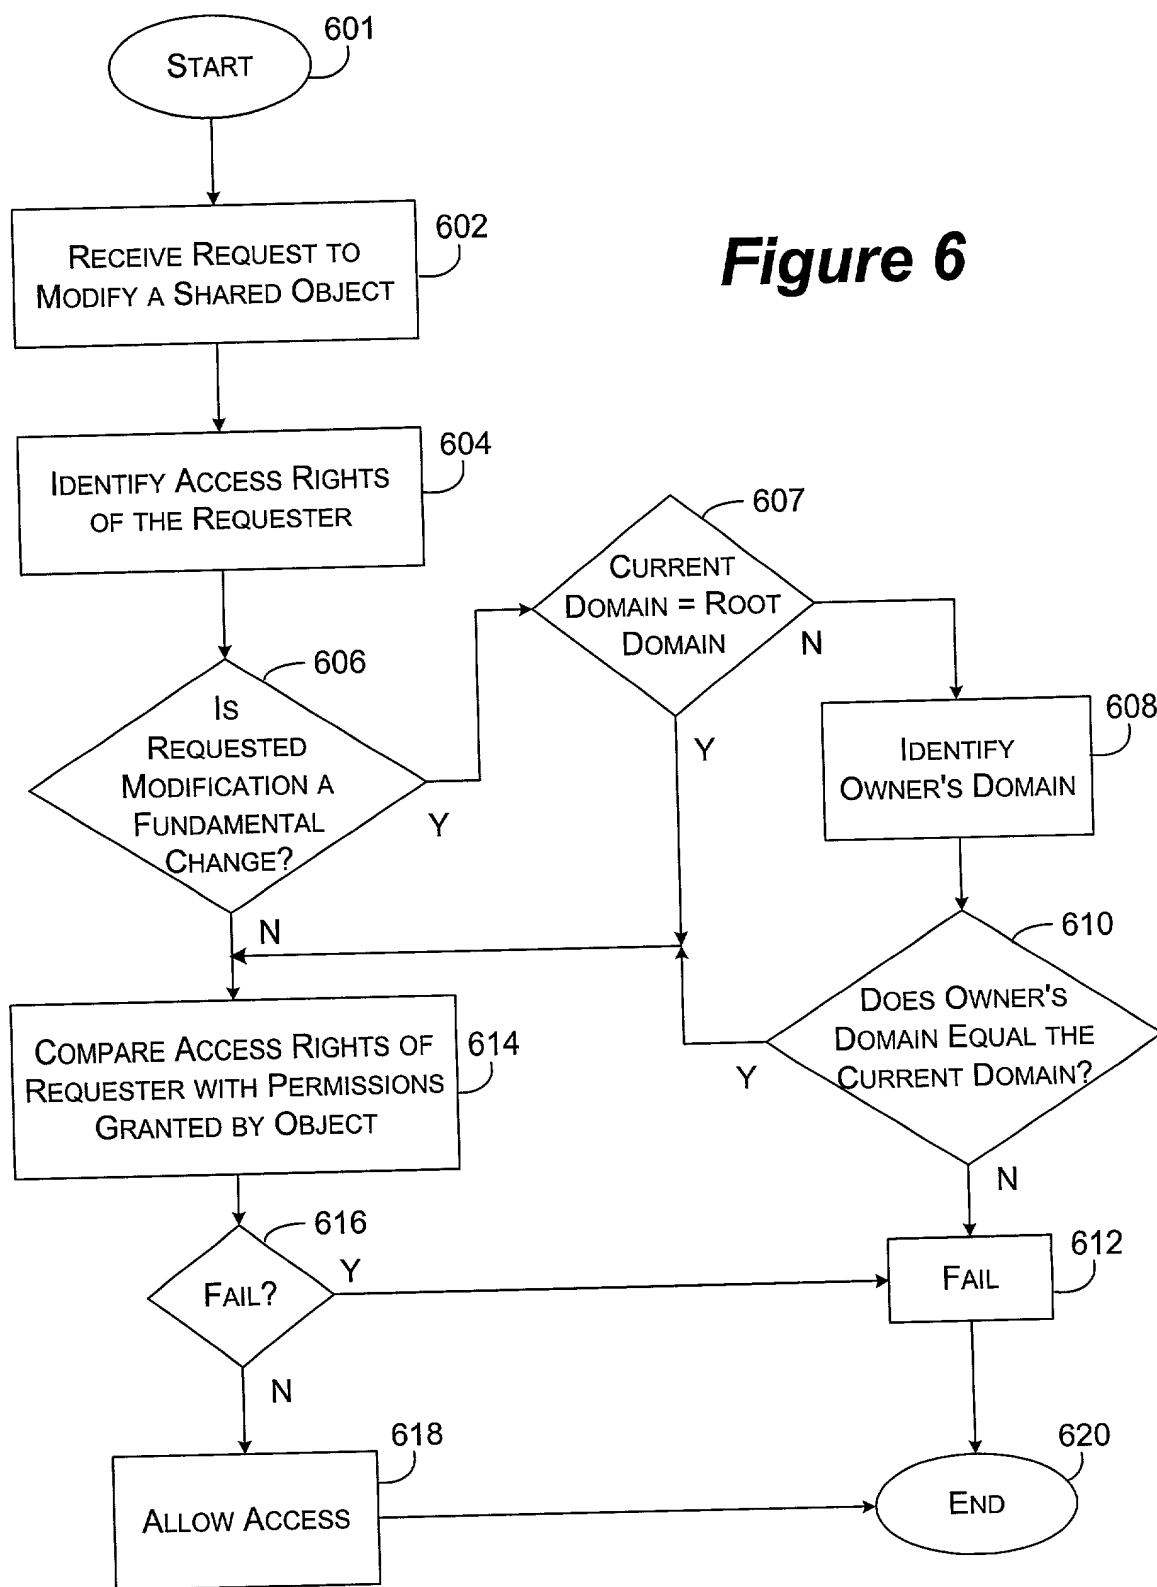 601
START
602
RECEIVE REQUEST TO
MODIFY A SHARED OBJECT
Figure 6
604
IDENTIFY ACCESS RIGHTS
OF THE REQUESTER
607
CURRENT
DOMAIN = ROOT
DOMAIN
N
Y
606
IS
REQUESTED
MODIFICATION A
FUNDAMENTAL
CHANGE?
Y
N
608
IDENTIFY
OWNER'S DOMAIN
610
DOES OWNER'S
DOMAIN EQUAL THE
CURRENT DOMAIN?
Y
N
614
COMPARE ACCESS RIGHTS OF
REQUESTER WITH PERMISSIONS
GRANTED BY OBJECT
616
FAIL?
Y
N
612
FAIL
618
ALLOW ACCESS
620
END